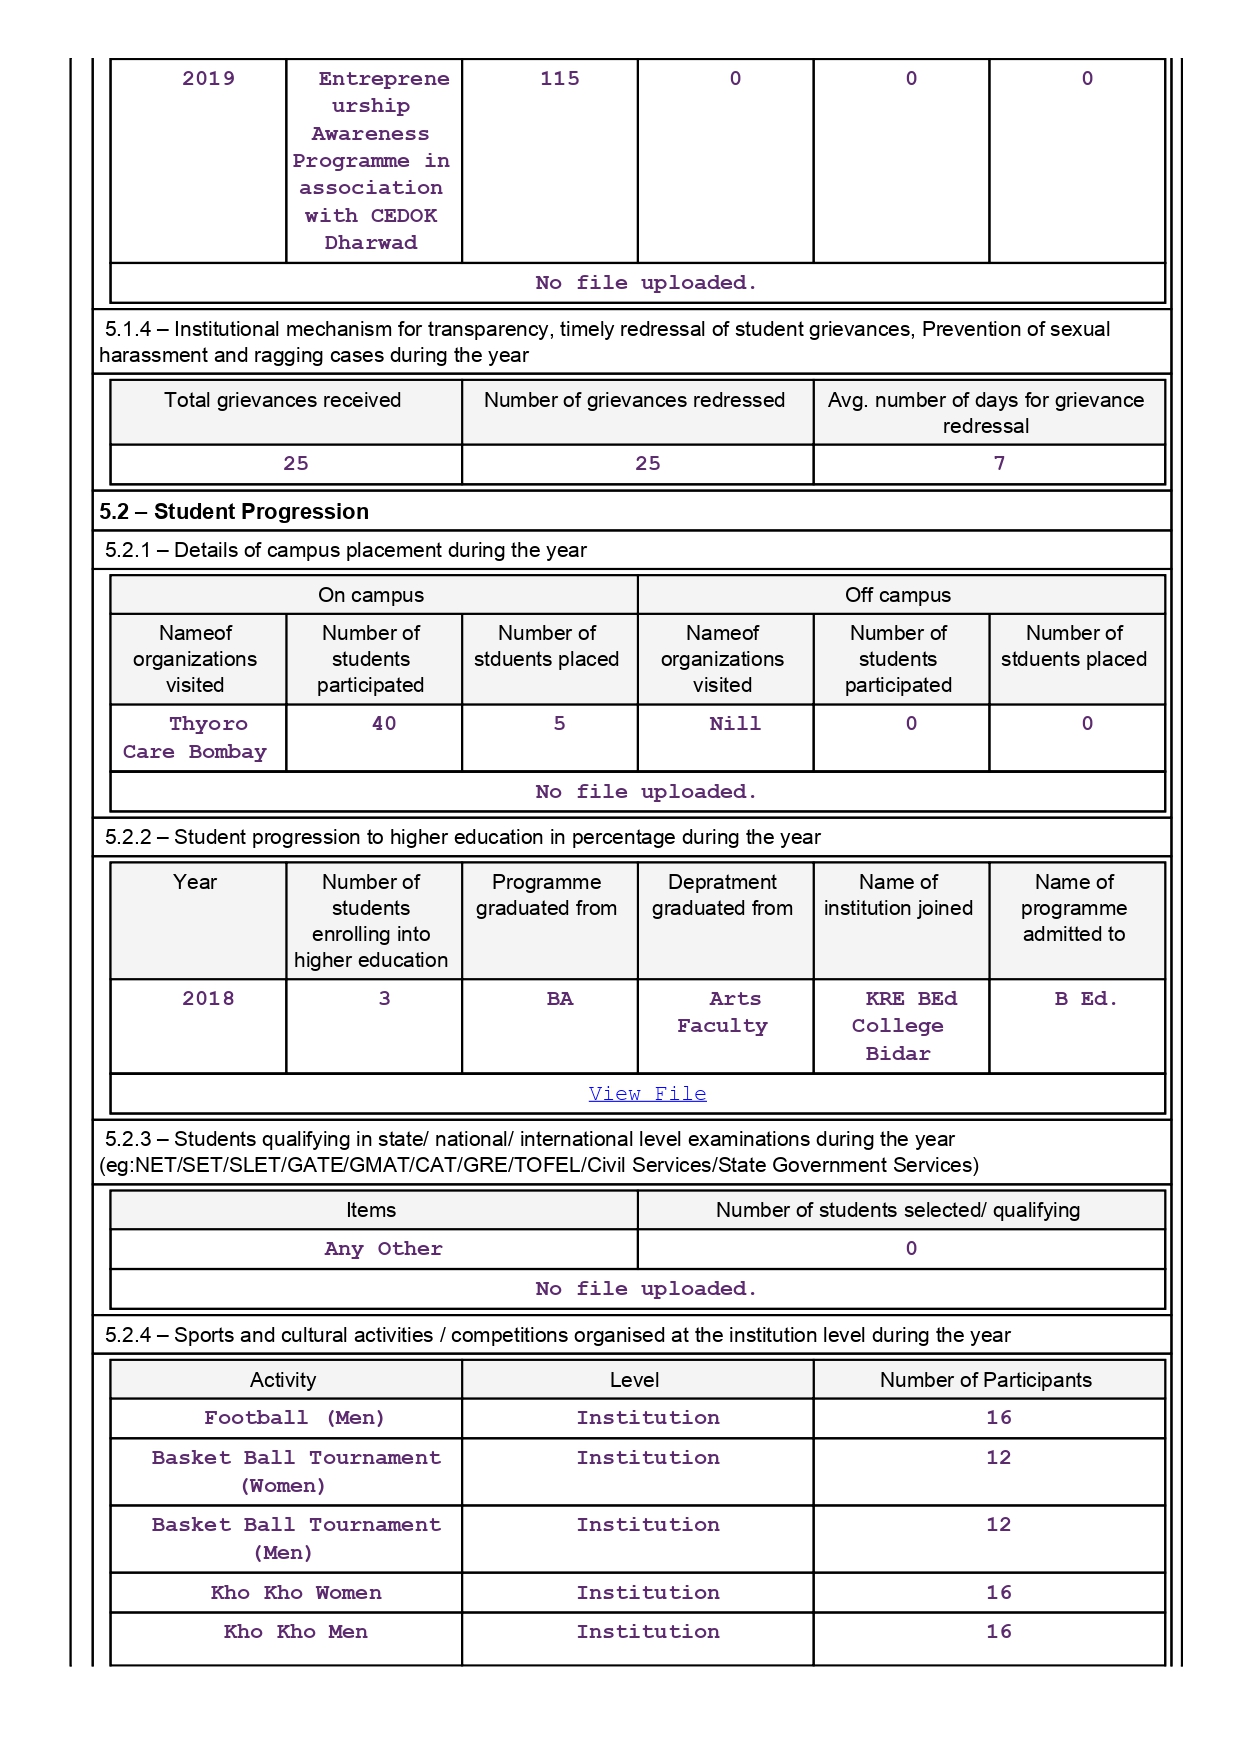 2019 Entreprene 115 0 0 0
urship
Awareness
Programme in
association
with CEDOK
Dharwad
No file uploaded.
5.1.4 – Institutional mechanism for transparency, timely redressal of student grievances, Prevention of sexual
harassment and ragging cases during the year
Total grievances received Number of grievances redressed Avg. number of days for grievance
redressal
25 25 7
5.2 – Student Progression
5.2.1 – Details of campus placement during the year
On campus Off campus
Nameof Number of Number of Nameof Number of Number of
organizations students stduents placed organizations students stduents placed
visited participated visited participated
Thyoro 40 5 Nill 0 0
Care Bombay
No file uploaded.
5.2.2 – Student progression to higher education in percentage during the year
Year Number of Programme Depratment Name of Name of
students graduated from graduated from institution joined programme
enrolling into admitted to
higher education
2018 3 BA Arts KRE BEd B Ed.
Faculty College
Bidar
View File
5.2.3 – Students qualifying in state/ national/ international level examinations during the year
(eg:NET/SET/SLET/GATE/GMAT/CAT/GRE/TOFEL/Civil Services/State Government Services)
Items Number of students selected/ qualifying
Any Other 0
No file uploaded.
5.2.4 – Sports and cultural activities / competitions organised at the institution level during the year
Activity Level Number of Participants
Football (Men) Institution 16
Basket Ball Tournament Institution 12
(Women)
Basket Ball Tournament Institution 12
(Men)
Kho Kho Women Institution 16
Kho Kho Men Institution 16